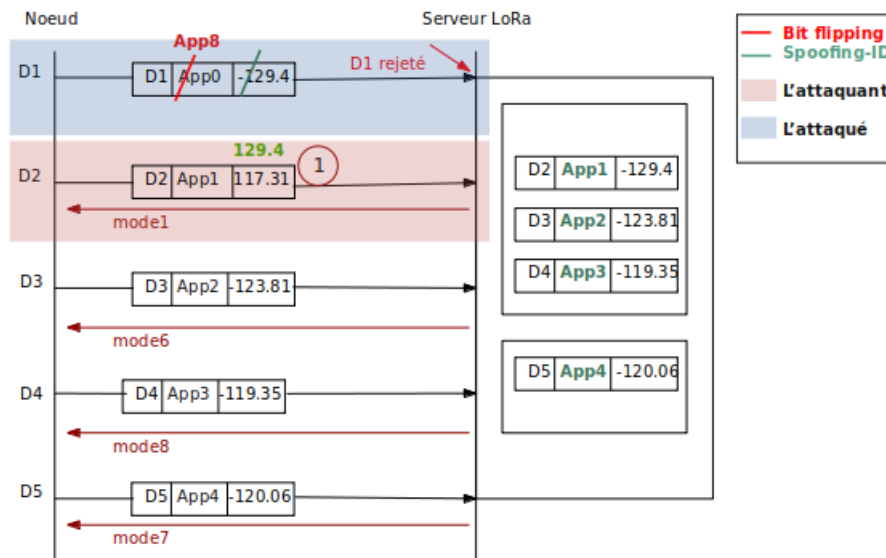 Noeud
Serveur LoRa
Bit flipping
Spoofing-ID
L'attaquant
L'attaqué
App8
D1 rejeté
D1
D1 App0 -129.4
129.4
1
D2
D2 App1 117.31
mode1
D2 App1 -129.4
D3 App2 -123.81
D4 App3 -119.35
D3
D3 App2 -123.81
mode6
D5 App4 -120.06
D4
D4 App3 -119.35
mode8
D5
D5 App4 -120.06
mode7